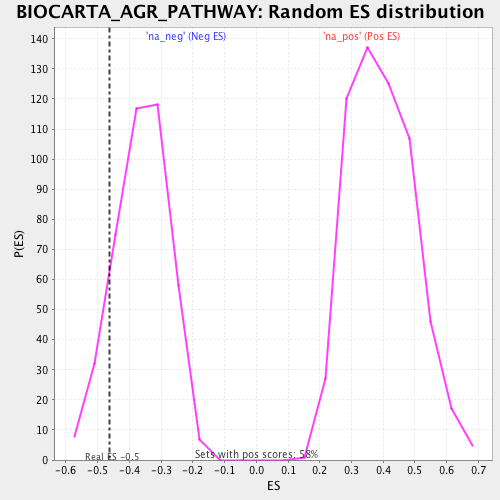 BIOCARTA_AGR_PATHWAY: Random ES distribution
'na_neg' (Neg ES)
'na_pos' (Pos ES)
140
130
120
110
100
90
80
70
60
50
40
30
20
10
0
P(ES)
Real ES -0.5
Sets with pos scores: 58%
-0.6 -0.5 -0.4 -0.3 -0.2 -0.1 0.0 0.1 0.2 0.3 0.4 0.5 0.6 0.7
ES